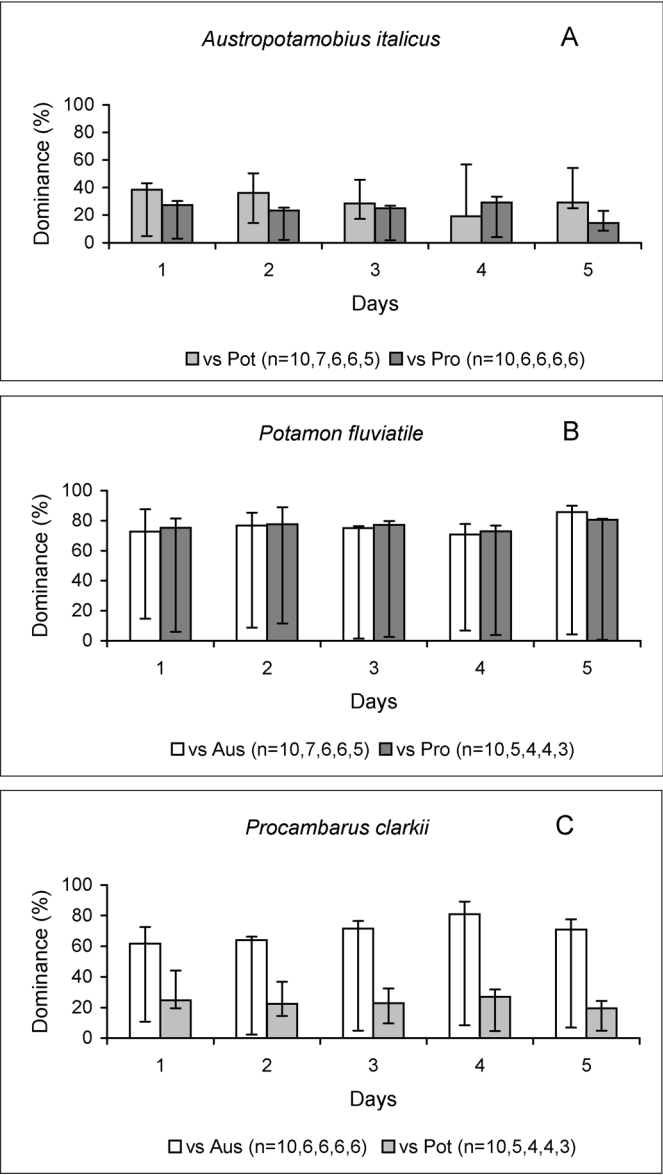 Austropotamobius italicus A
Dominance (%)
100
80
60
40
20
0
1 2 3 4 5
Days
vs Pot (n=10,7,6,6,5) vs Pro (n=10,6,6,6,6)
Potamon fluviatile B
Dominance (%)
100
80
60
40
20
0
1 2 3 4 5
Days
vs Aus (n=10,7,6,6,5) vs Pro (n=10,5,4,4,3)
Procambarus clarkii C
Dominance (%)
100
80
60
40
20
0
1 2 3 4 5
Days
vs Aus (n=10,6,6,6,6) vs Pot (n=10,5,4,4,3)